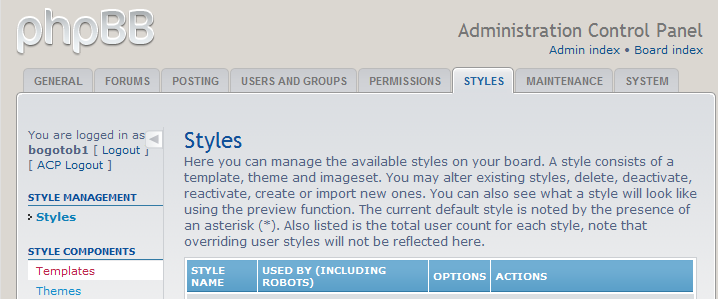 phpBB
Administration Control Panel
Admin index • Board index
GENERAL
FORUMS
POSTING
USERS AND GROUPS
PERMISSIONS
STYLES
MAINTENANCE
SYSTEM
You are logged in as
bogotob1 [ Logout ]
[ ACP Logout ]
STYLE MANAGEMENT
Styles
STYLE COMPONENTS
Templates
Themes
Styles
Here you can manage the available styles on your board. A style consists of a
template, theme and imageset. You may alter existing styles, delete, deactivate,
reactivate, create or import new ones. You can also see what a style will look like
using the preview function. The current default style is noted by the presence of
an asterisk (*). Also listed is the total user count for each style, note that
overriding user styles will not be reflected here.
STYLE
NAME
USED BY (INCLUDING
ROBOTS)
OPTIONS
ACTIONS